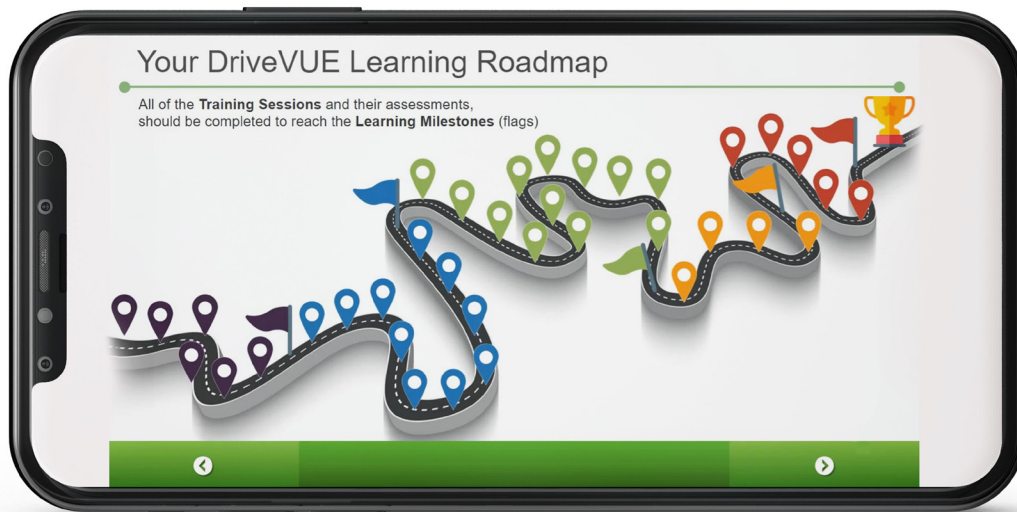 Your DriveVUE Learning Roadmap
All of the Training Sessions and their assessments,
should be completed to reach the Learning Milestones (flags)